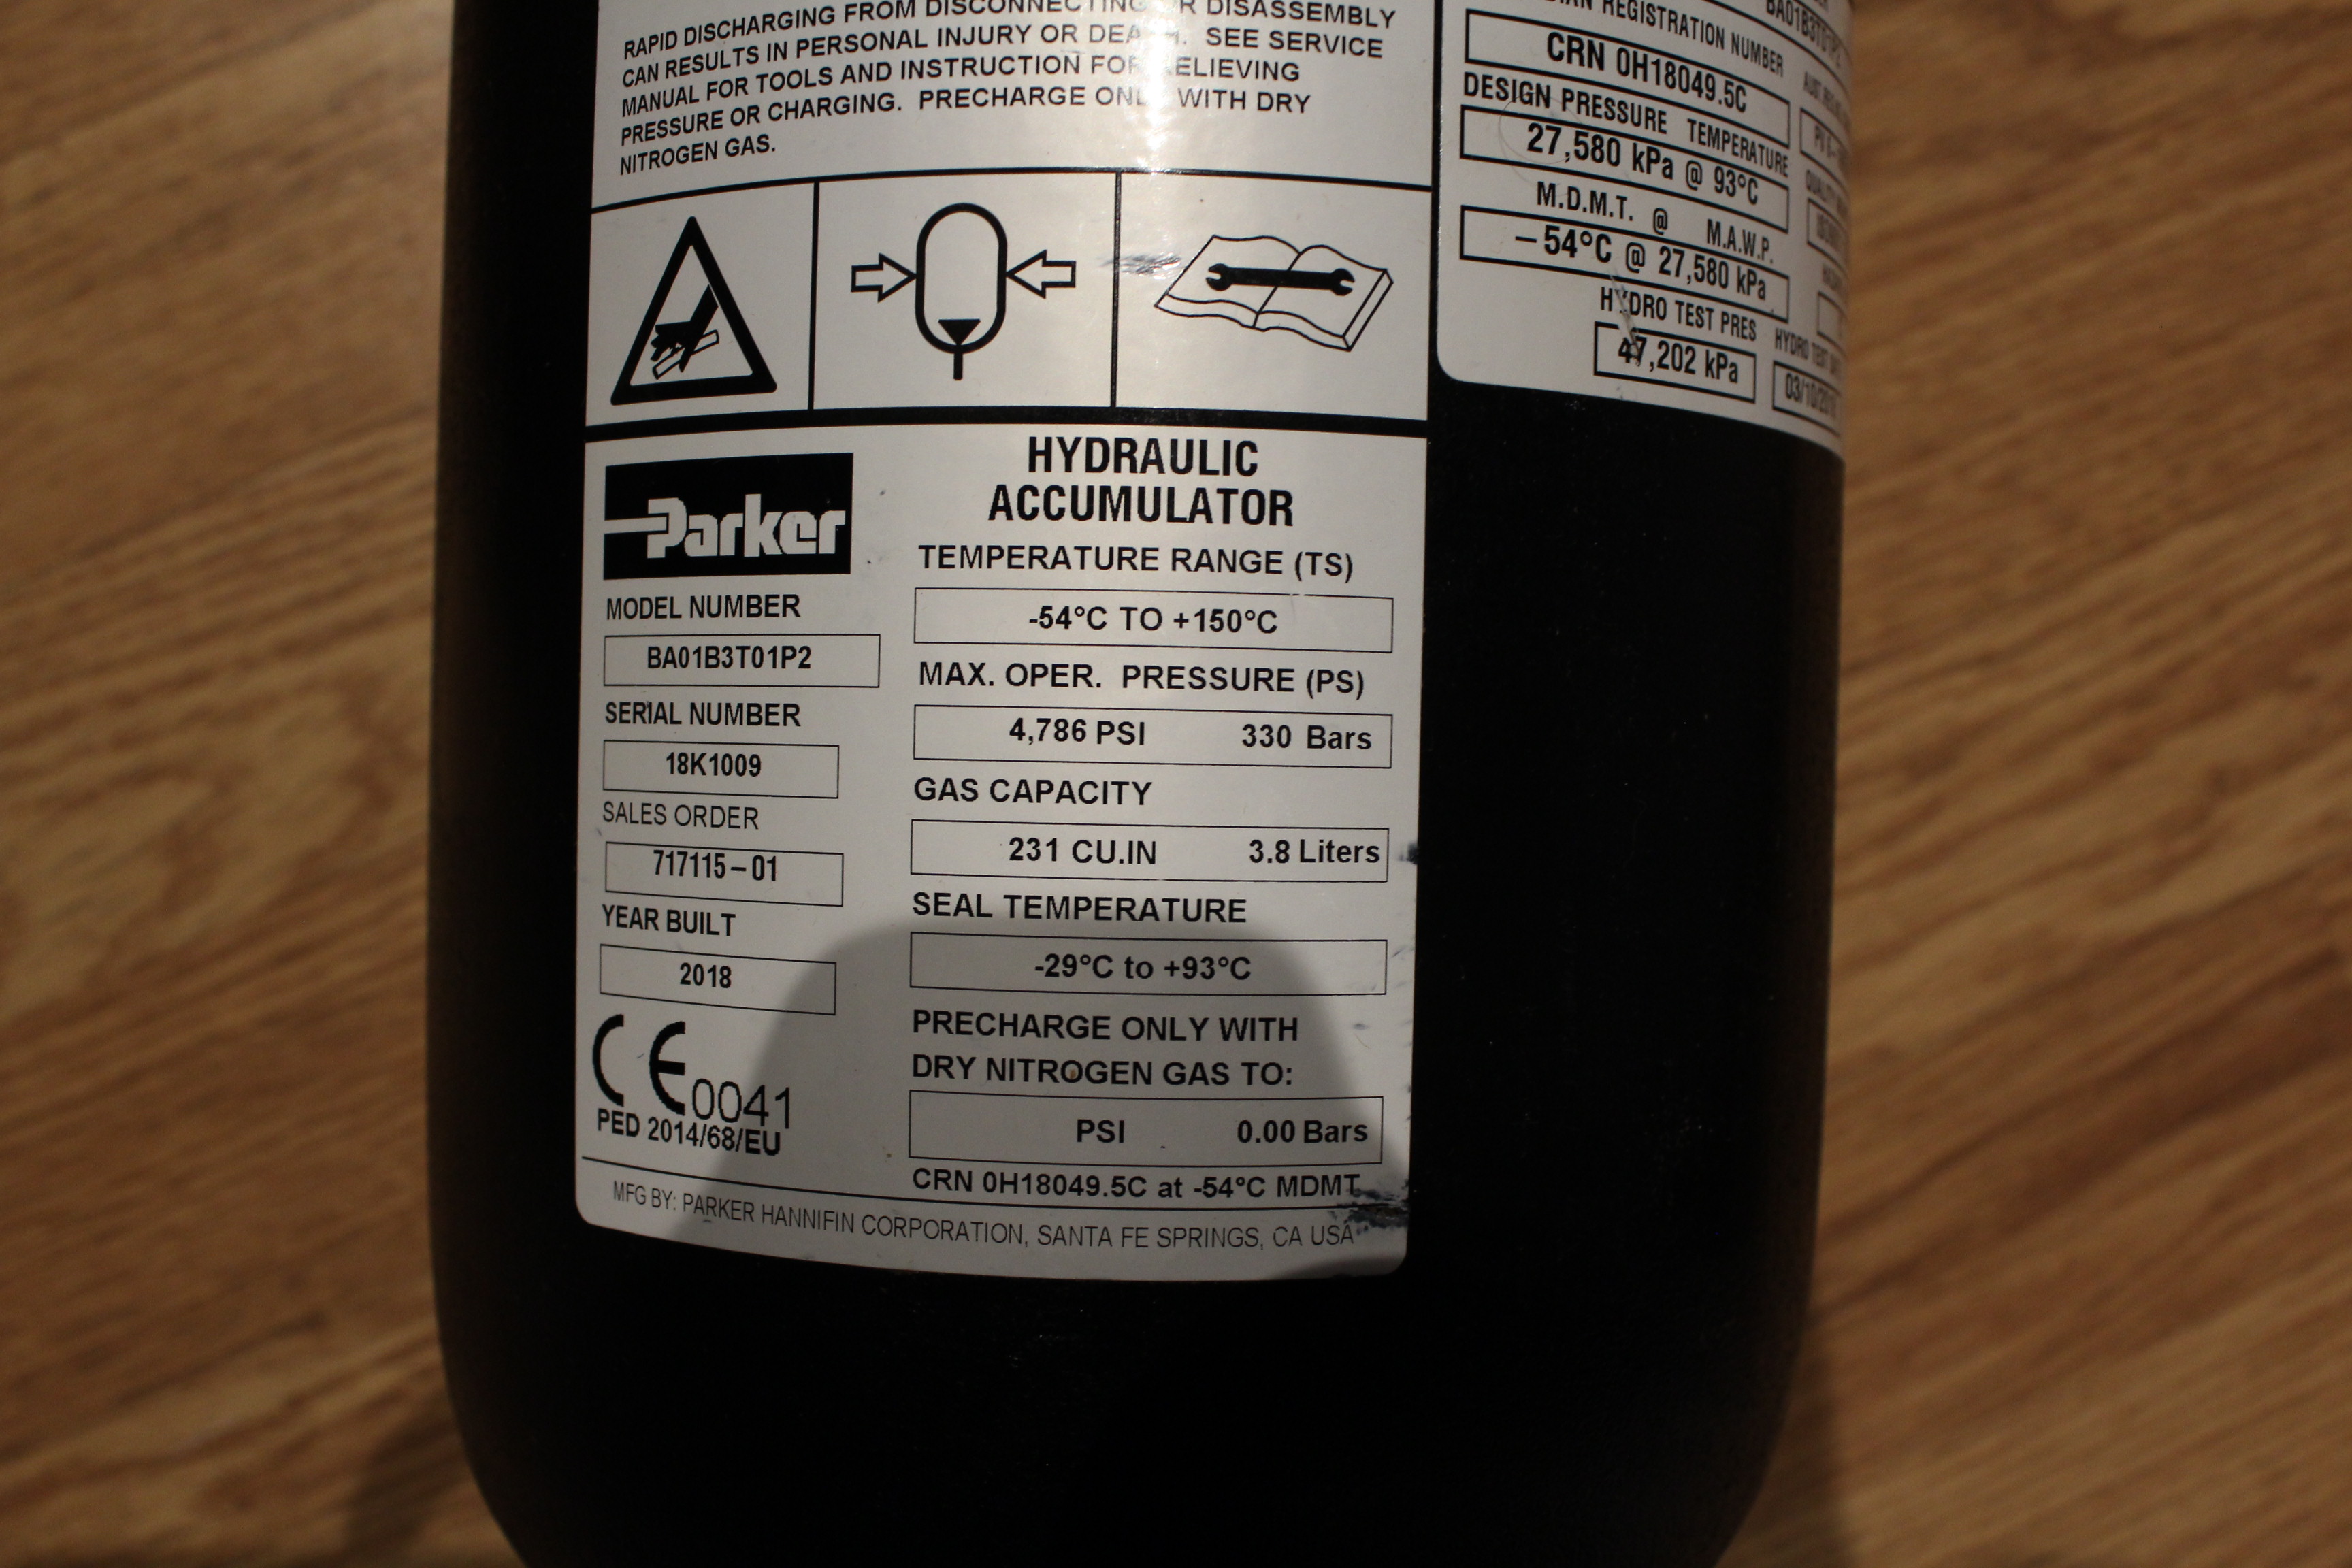 RAPID DISCHARGING FROM DISCONNECTING R DISASSEMBLY
CAN RESULTS IN PERSONAL INJURY OR SEE SERVICE
MANUAL FOR TOOLS AND INSTRUCTION FOR
PRESSURE OR CHARGING. PRECHARGE ONLY WITH DRY
NITROGEN GAS.
Parker
MODEL NUMBER
BA01B3T01P2
SERIAL NUMBER
18K1009
SALES ORDER
717115-01
YEAR BUILT
2018
CE0041
PED 2014/68/EU
HYDRAULIC
ACCUMULATOR
TEMPERATURE RANGE (TS)
-54°C TO +150°C
MAX. OPER. PRESSURE (PS)
4,786 PSI 330 Bars
GAS CAPACITY
231 CU.IN 3.8 Liters
SEAL TEMPERATURE
-29°C to +93°C
PRECHARGE ONLY WITH
DRY NITROGEN GAS TO:
PSI 0.00 Bars
CRN 0H18049.5C at -54°C MDMT
MFG BY: PARKER HANNIFIN CORPORATION, SANTA FE SPRINGS, CA USA
REGISTRATION NUMBER
CRN 0H18049.5C
DESIGN PRESSURE TEMPERATURE
27,580 kPa @ 93°C
M.D.M.T. @ M.A.W.P.
-54°C @ 27,580 kPa
HYDRO TEST PRES
47,202 kPa
HYDRO TEST